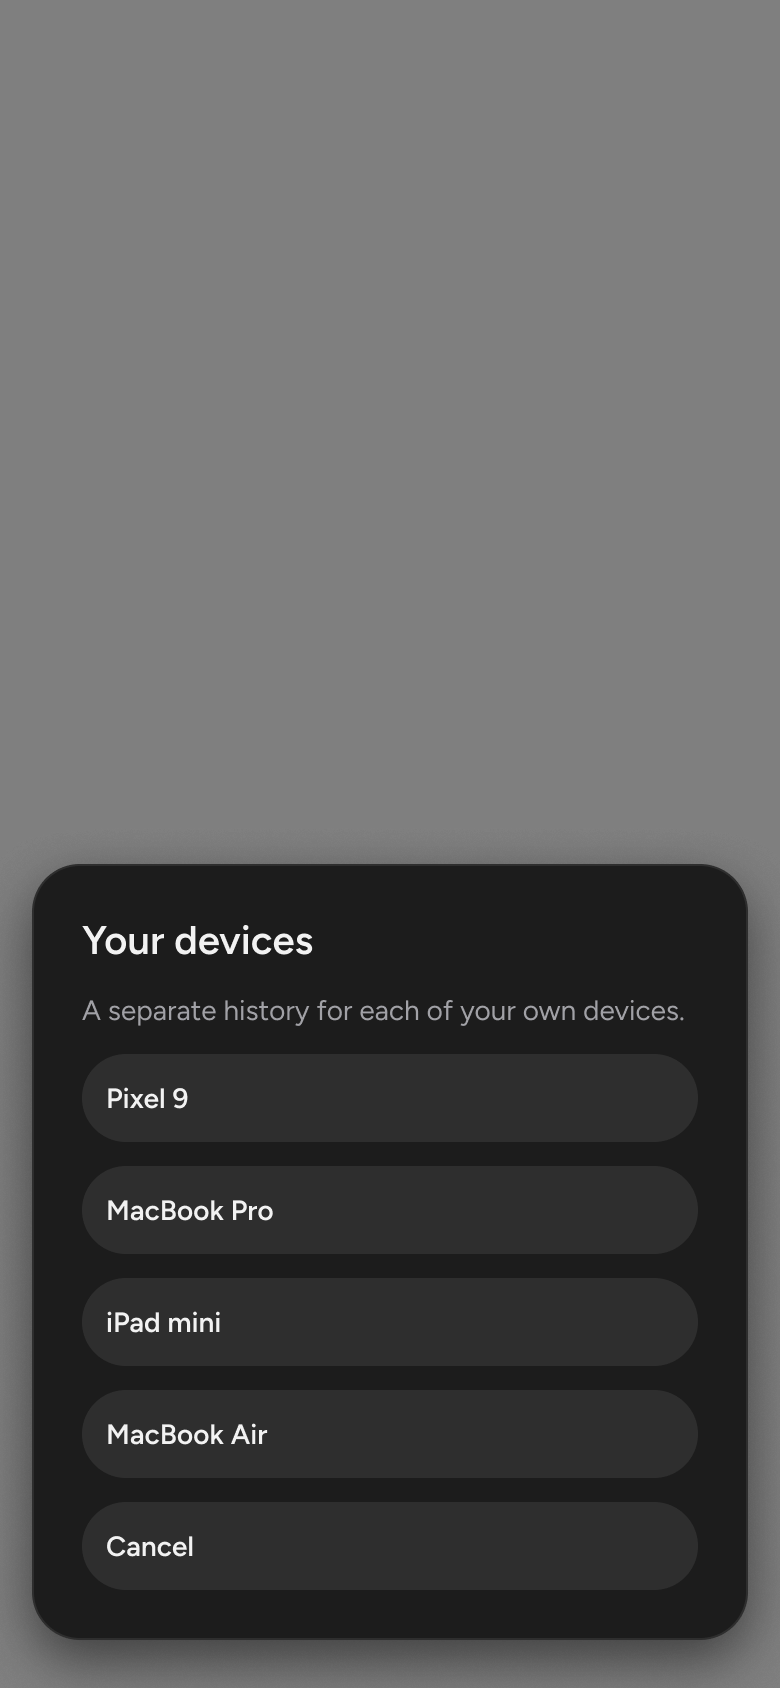 Your devices
A separate history for each of your own devices.
Pixel 9
MacBook Pro
iPad mini
MacBook Air
Cancel